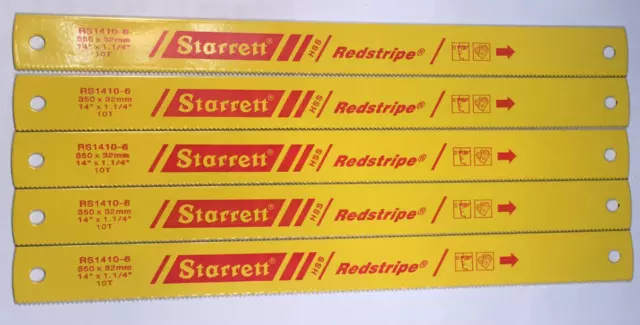 RS1410-6
350 x 32mm
14" x 1.1/4"
10T
Starrett
HSS
Redstripe®
RS1410-6
350 x 32mm
14" x 1.1/4"
10T
Starrett
HSS
Redstripe®
RS1410-6
350 x 32mm
14" x 1.1/4"
10T
Starrett
HSS
Redstripe®
RS1410-6
350 x 32mm
14" x 1.1/4"
10T
Starrett
HSS
Redstripe®
RS1410-6
350 x 32mm
14" x 1.1/4"
10T
Starrett
HSS
Redstripe®